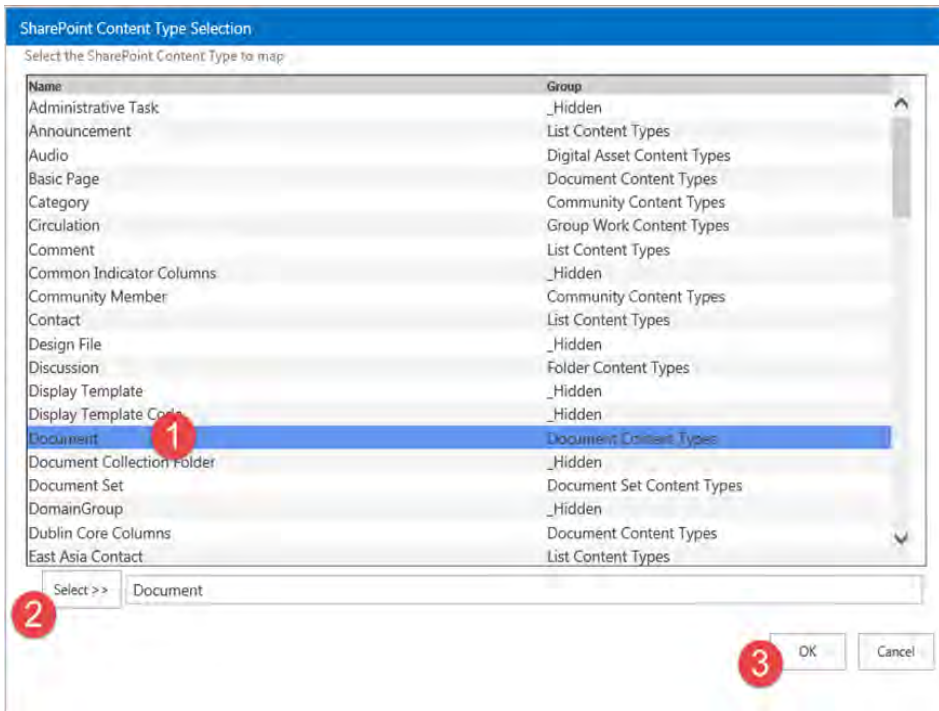 SharePoint Content Type Selection
Select the SharePoint Content Type to map
Name Group
Administrative Task _Hidden
Announcement List Content Types
Audio Digital Asset Content Types
Basic Page Document Content Types
Category Community Content Types
Circulation Group Work Content Types
Comment List Content Types
Common Indicator Columns _Hidden
Community Member Community Content Types
Contact List Content Types
Design File _Hidden
Discussion Folder Content Types
Display Template _Hidden
Display Template Code _Hidden
Document 1 Document Content Types
Document Collection Folder _Hidden
Document Set Document Set Content Types
DomainGroup _Hidden
Dublin Core Columns Document Content Types
East Asia Contact List Content Types
Select >> Document
2
3 OK Cancel